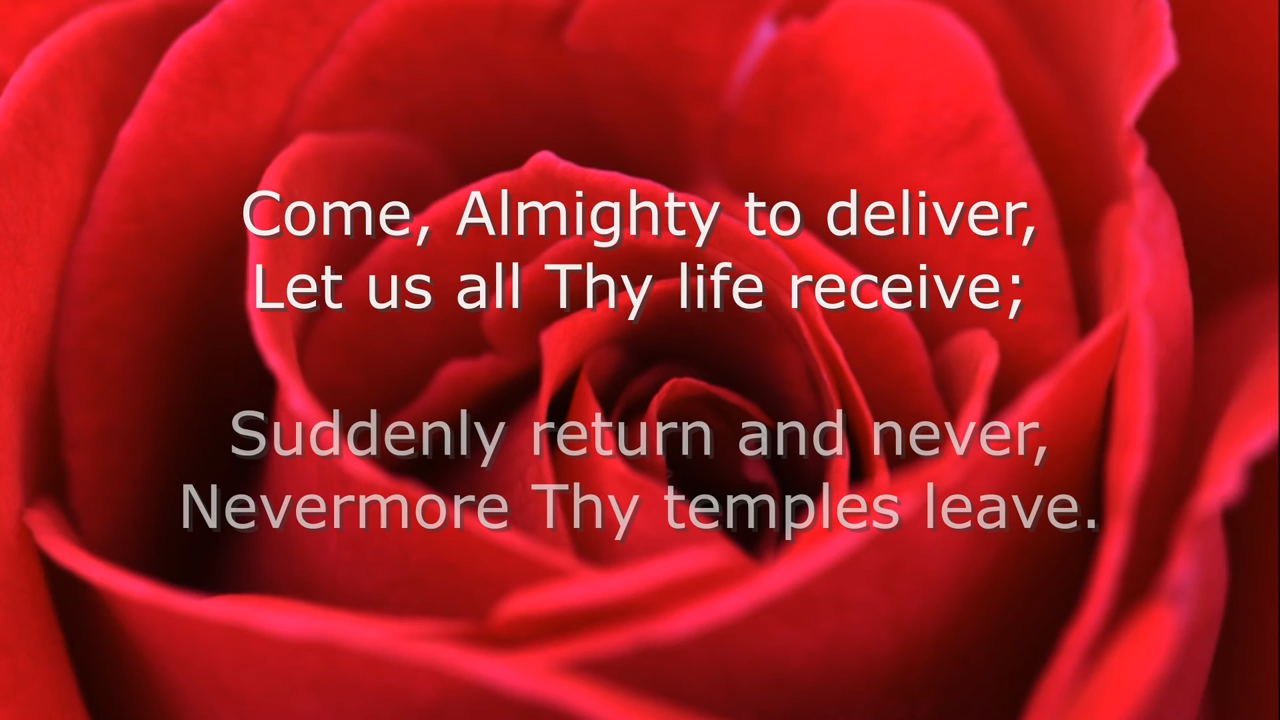 Come, Almighty to deliver,
Let us all Thy life receive;
Suddenly return and never,
Nevermore Thy temples leave.